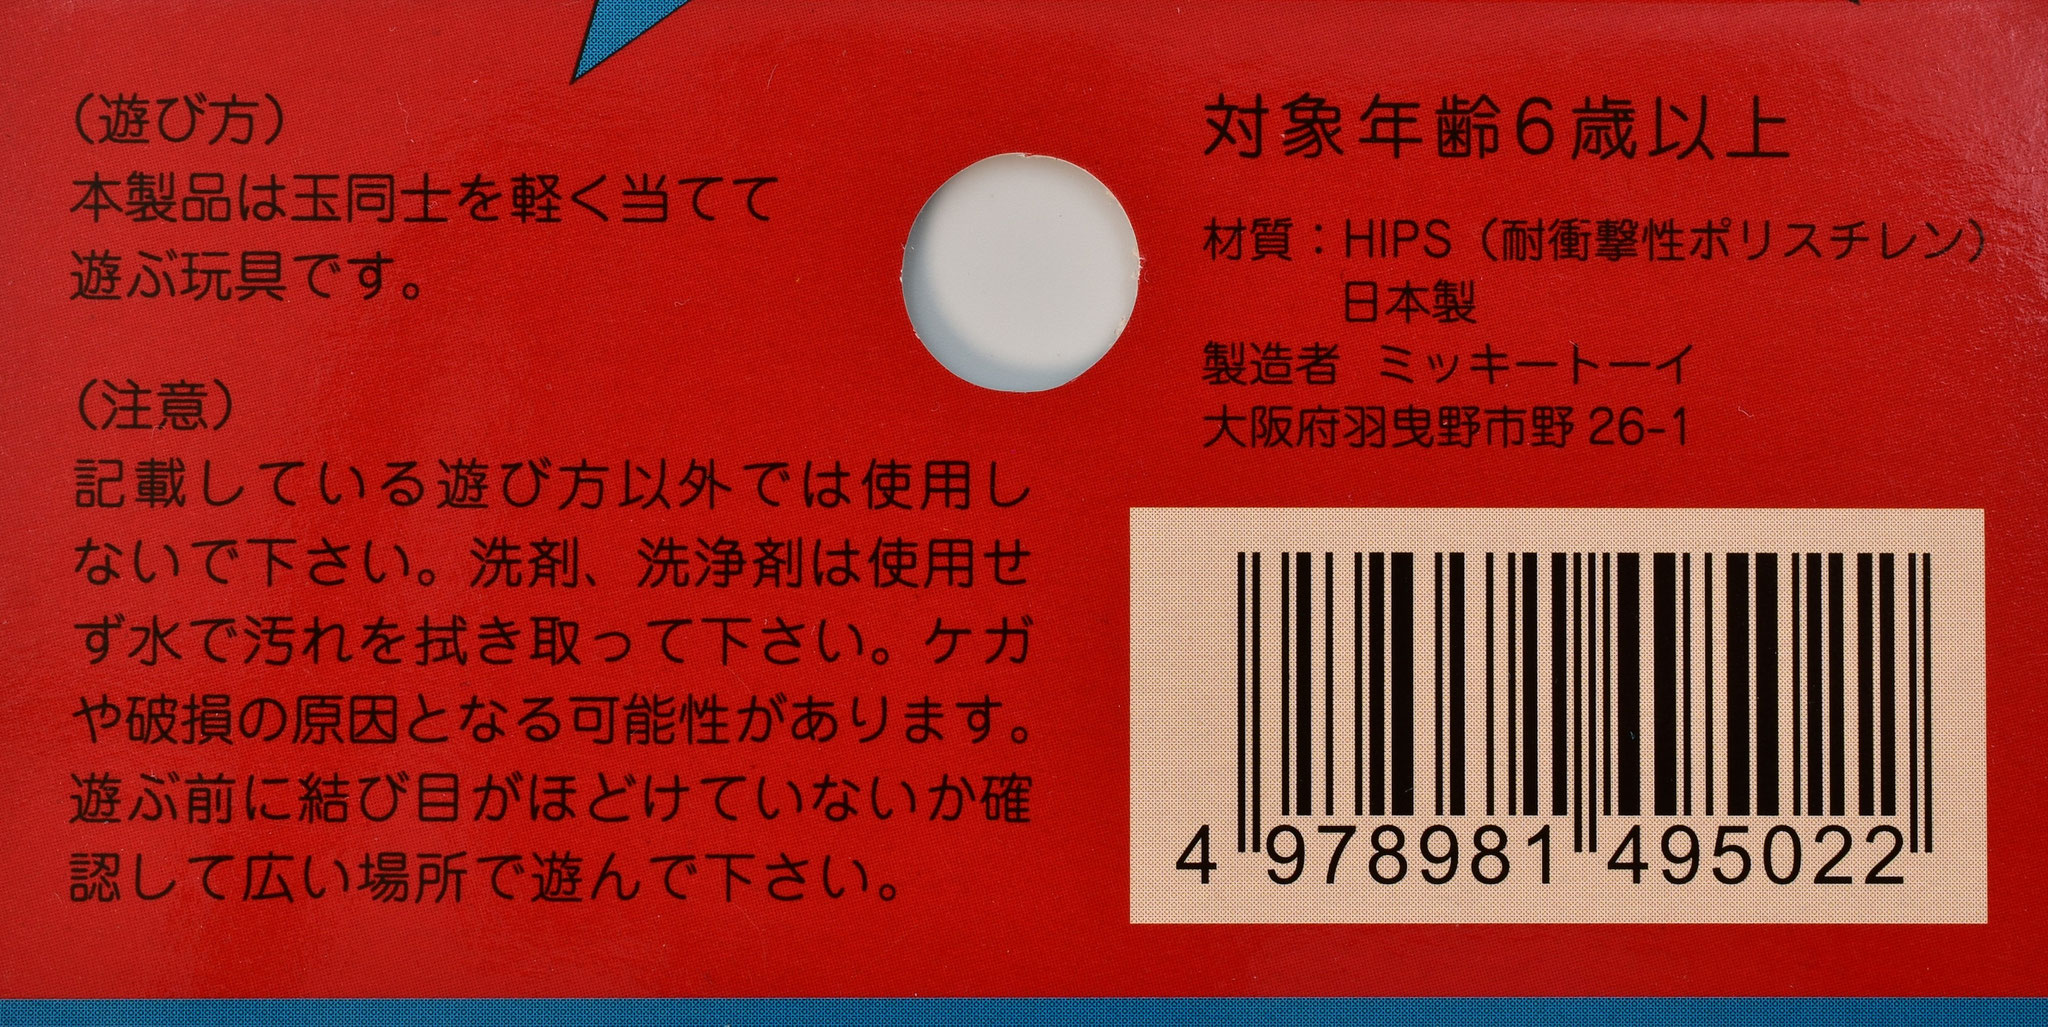 （遊び方）
本製品は玉同士を軽く当てて
遊ぶ玩具です。
（注意）
記載している遊び方以外では使用し
ないで下さい。洗剤、洗浄剤は使用せ
ず水で汚れを拭き取って下さい。ケガ
や破損の原因となる可能性があります。
遊ぶ前に結び目がほどけていないか確
認して広い場所で遊んで下さい。
対象年齢6歳以上
材質：HIPS（耐衝撃性ポリスチレン）
日本製
製造者 ミッキートーイ
大阪府羽曳野市野26-1
4 978981 495022